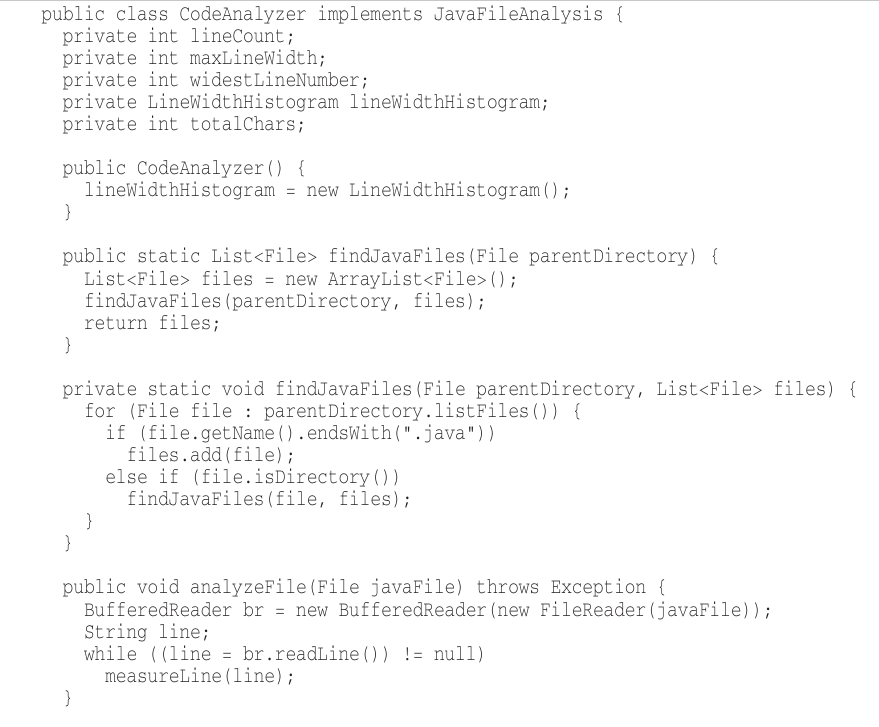 public class CodeAnalyzer implements JavaFileAnalysis {
  private int lineCount;
  private int maxLineWidth;
  private int widestLineNumber;
  private LineWidthHistogram lineWidthHistogram;
  private int totalChars;

  public CodeAnalyzer() {
    lineWidthHistogram = new LineWidthHistogram();
  }

  public static List<File> findJavaFiles(File parentDirectory) {
    List<File> files = new ArrayList<File>();
    findJavaFiles(parentDirectory, files);
    return files;
  }

  private static void findJavaFiles(File parentDirectory, List<File> files) {
    for (File file : parentDirectory.listFiles()) {
      if (file.getName().endsWith(".java"))
        files.add(file);
      else if (file.isDirectory())
        findJavaFiles(file, files);
    }
  }

  public void analyzeFile(File javaFile) throws Exception {
    BufferedReader br = new BufferedReader(new FileReader(javaFile));
    String line;
    while ((line = br.readLine()) != null)
      measureLine(line);
  }